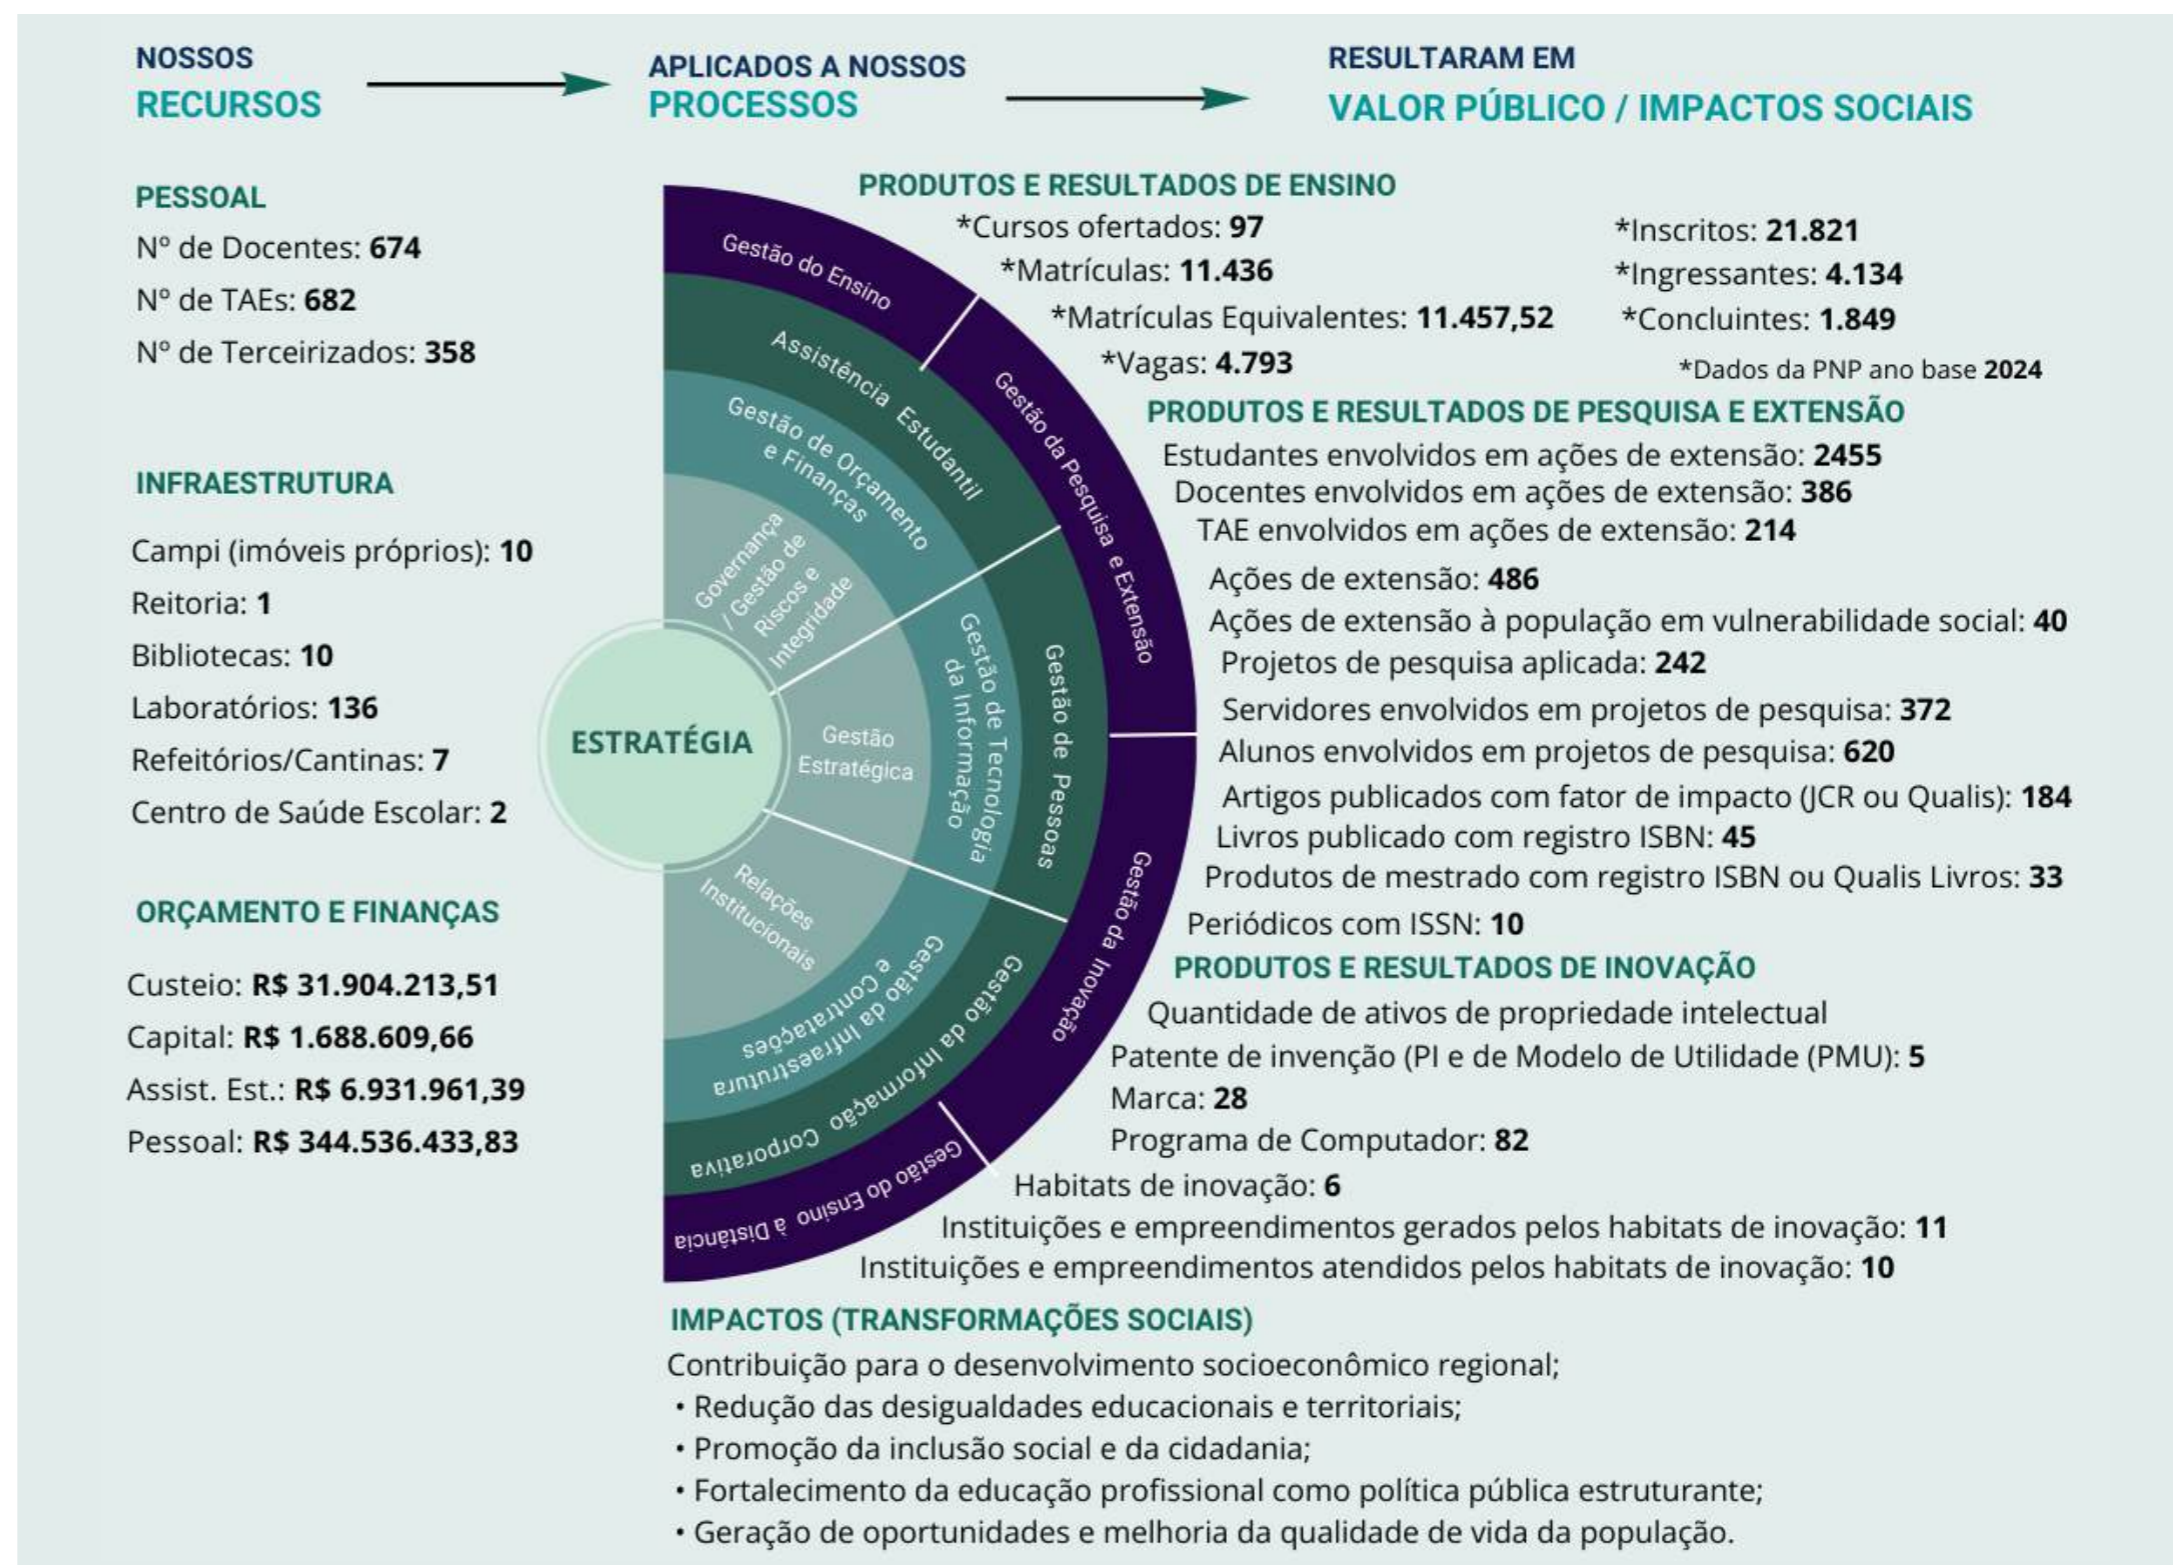 NOSSOS
RECURSOS
APLICADOS A NOSSOS
PROCESSOS
RESULTARAM EM
VALOR PÚBLICO / IMPACTOS SOCIAIS
PESSOAL
Nº de Docentes: 674
Nº de TAEs: 682
Nº de Terceirizados: 358
INFRAESTRUTURA
Campi (imóveis próprios): 10
Reitoria: 1
Bibliotecas: 10
Laboratórios: 136
Refeitórios/Cantinas: 7
Centro de Saúde Escolar: 2
ORÇAMENTO E FINANÇAS
Custeio: R$ 31.904.213,51
Capital: R$ 1.688.609,66
Assist. Est.: R$ 6.931.961,39
Pessoal: R$ 344.536.433,83
ESTRATÉGIA
Governança
/ Gestão de
Riscos e
Integridade
Gestão
Estratégica
Relações
Institucionais
Gestão de Orçamento
e Finanças
Gestão de Tecnologia
da Informação
Gestão da Infraestrutura
e Contratações
Assistência Estudantil
Gestão de Pessoas
Gestão da Informação Corporativa
Gestão do Ensino
Gestão da Pesquisa e Extensão
Gestão da Inovação
Gestão do Ensino à Distância
PRODUTOS E RESULTADOS DE ENSINO
*Cursos ofertados: 97
*Matrículas: 11.436
*Matrículas Equivalentes: 11.457,52
*Vagas: 4.793
*Inscritos: 21.821
*Ingressantes: 4.134
*Concluintes: 1.849
*Dados da PNP ano base 2024
PRODUTOS E RESULTADOS DE PESQUISA E EXTENSÃO
Estudantes envolvidos em ações de extensão: 2455
Docentes envolvidos em ações de extensão: 386
TAE envolvidos em ações de extensão: 214
Ações de extensão: 486
Ações de extensão à população em vulnerabilidade social: 40
Projetos de pesquisa aplicada: 242
Servidores envolvidos em projetos de pesquisa: 372
Alunos envolvidos em projetos de pesquisa: 620
Artigos publicados com fator de impacto (JCR ou Qualis): 184
Livros publicado com registro ISBN: 45
Produtos de mestrado com registro ISBN ou Qualis Livros: 33
Periódicos com ISSN: 10
PRODUTOS E RESULTADOS DE INOVAÇÃO
Quantidade de ativos de propriedade intelectual
Patente de invenção (PI e de Modelo de Utilidade (PMU): 5
Marca: 28
Programa de Computador: 82
Habitats de inovação: 6
Instituições e empreendimentos gerados pelos habitats de inovação: 11
Instituições e empreendimentos atendidos pelos habitats de inovação: 10
IMPACTOS (TRANSFORMAÇÕES SOCIAIS)
Contribuição para o desenvolvimento socioeconômico regional;
• Redução das desigualdades educacionais e territoriais;
• Promoção da inclusão social e da cidadania;
• Fortalecimento da educação profissional como política pública estruturante;
• Geração de oportunidades e melhoria da qualidade de vida da população.